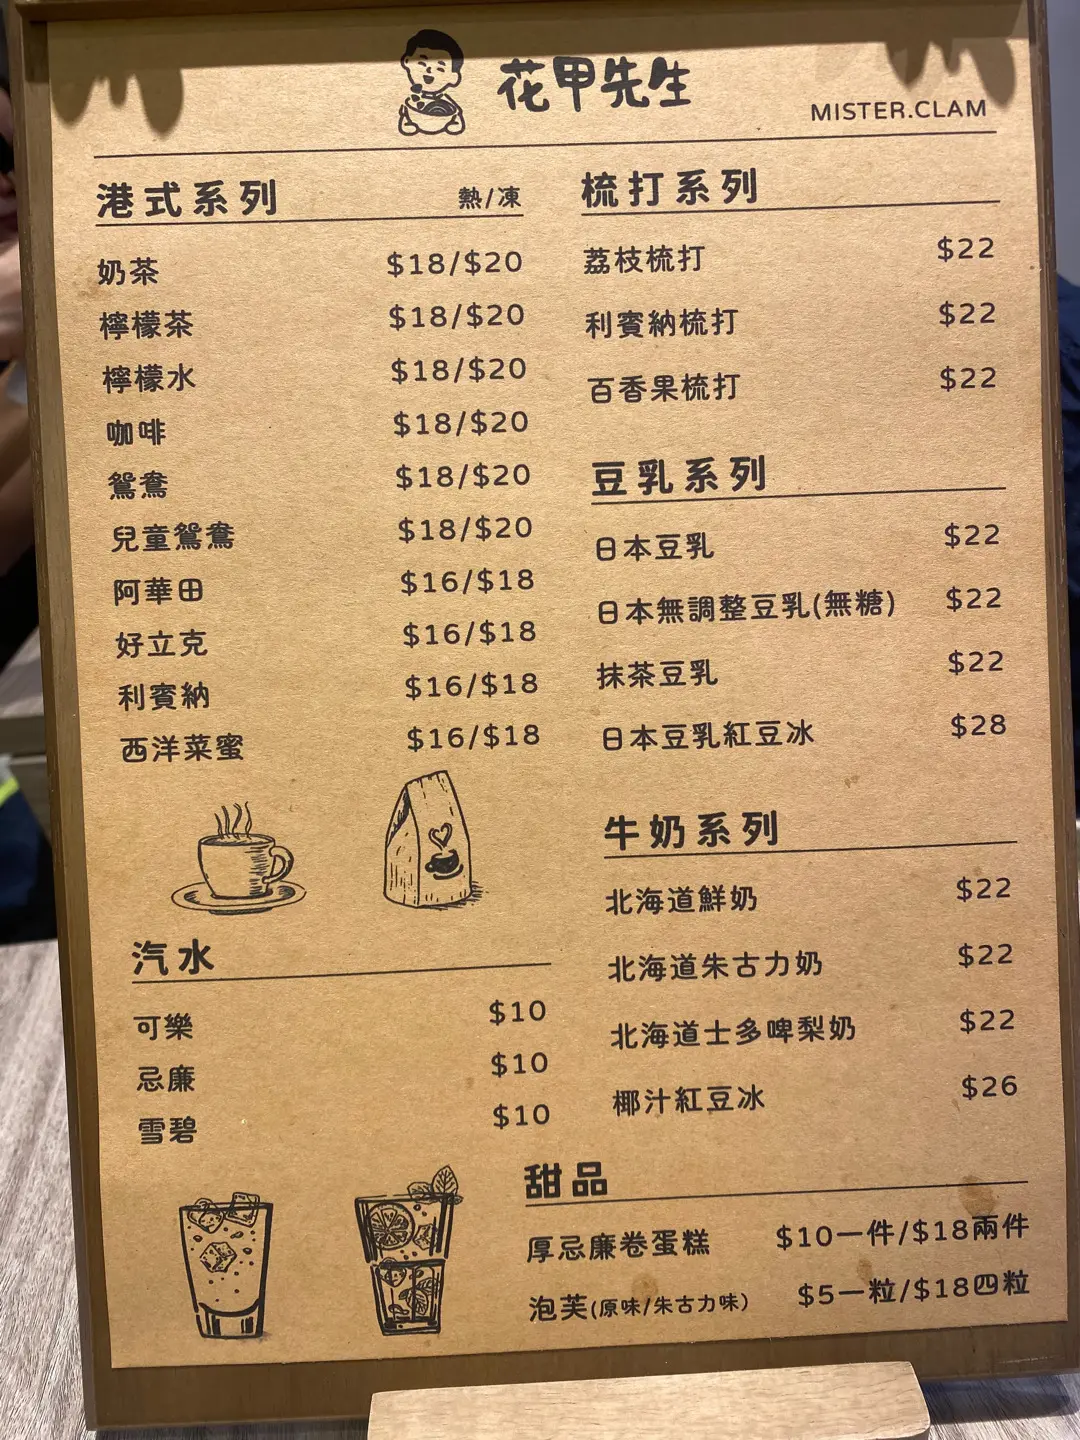 花甲先生
MISTER.CLAM
港式系列 熱/凍
奶茶 $18/$20
檸檬茶 $18/$20
檸檬水 $18/$20
咖啡 $18/$20
鴛鴦 $18/$20
兒童鴛鴦 $18/$20
阿華田 $16/$18
好立克 $16/$18
利賓納 $16/$18
西洋菜蜜 $16/$18
汽水
可樂 $10
忌廉 $10
雪碧 $10
梳打系列
荔枝梳打 $22
利賓納梳打 $22
百香果梳打 $22
豆乳系列
日本豆乳 $22
日本無調整豆乳(無糖) $22
抹茶豆乳 $22
日本豆乳紅豆冰 $28
牛奶系列
北海道鮮奶 $22
北海道朱古力奶 $22
北海道士多啤梨奶 $22
椰汁紅豆冰 $26
甜品
厚忌廉卷蛋糕 $10一件/$18兩件
泡芙(原味/朱古力味) $5一粒/$18四粒